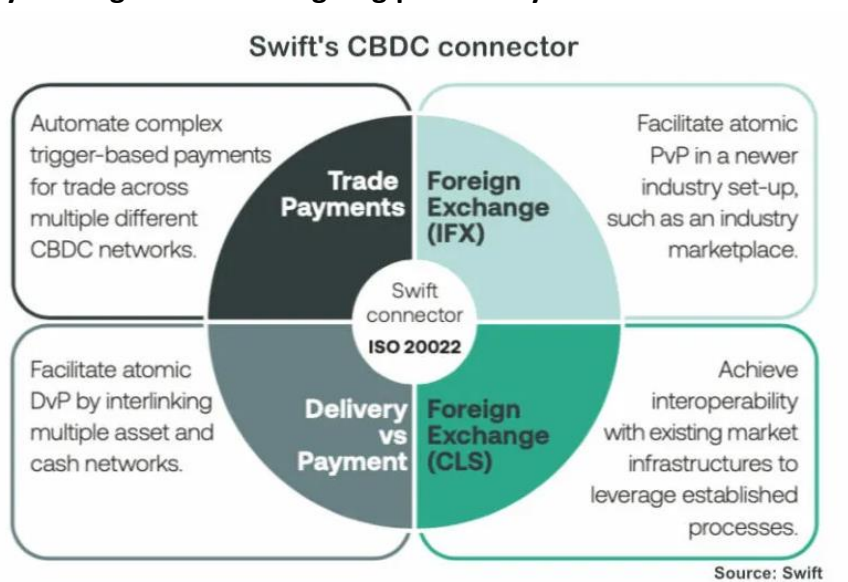 Swift's CBDC connector
Automate complex
trigger-based payments
for trade across
multiple different
CBDC networks.
Trade
Payments
Foreign
Exchange
(IFX)
Facilitate atomic
PvP in a newer
industry set-up,
such as an industry
marketplace.
Swift
connector
ISO 20022
Facilitate atomic
DvP by interlinking
multiple asset and
cash networks.
Delivery
vs
Payment
Foreign
Exchange
(CLS)
Achieve
interoperability
with existing market
infrastructures to
leverage established
processes.
Source: Swift